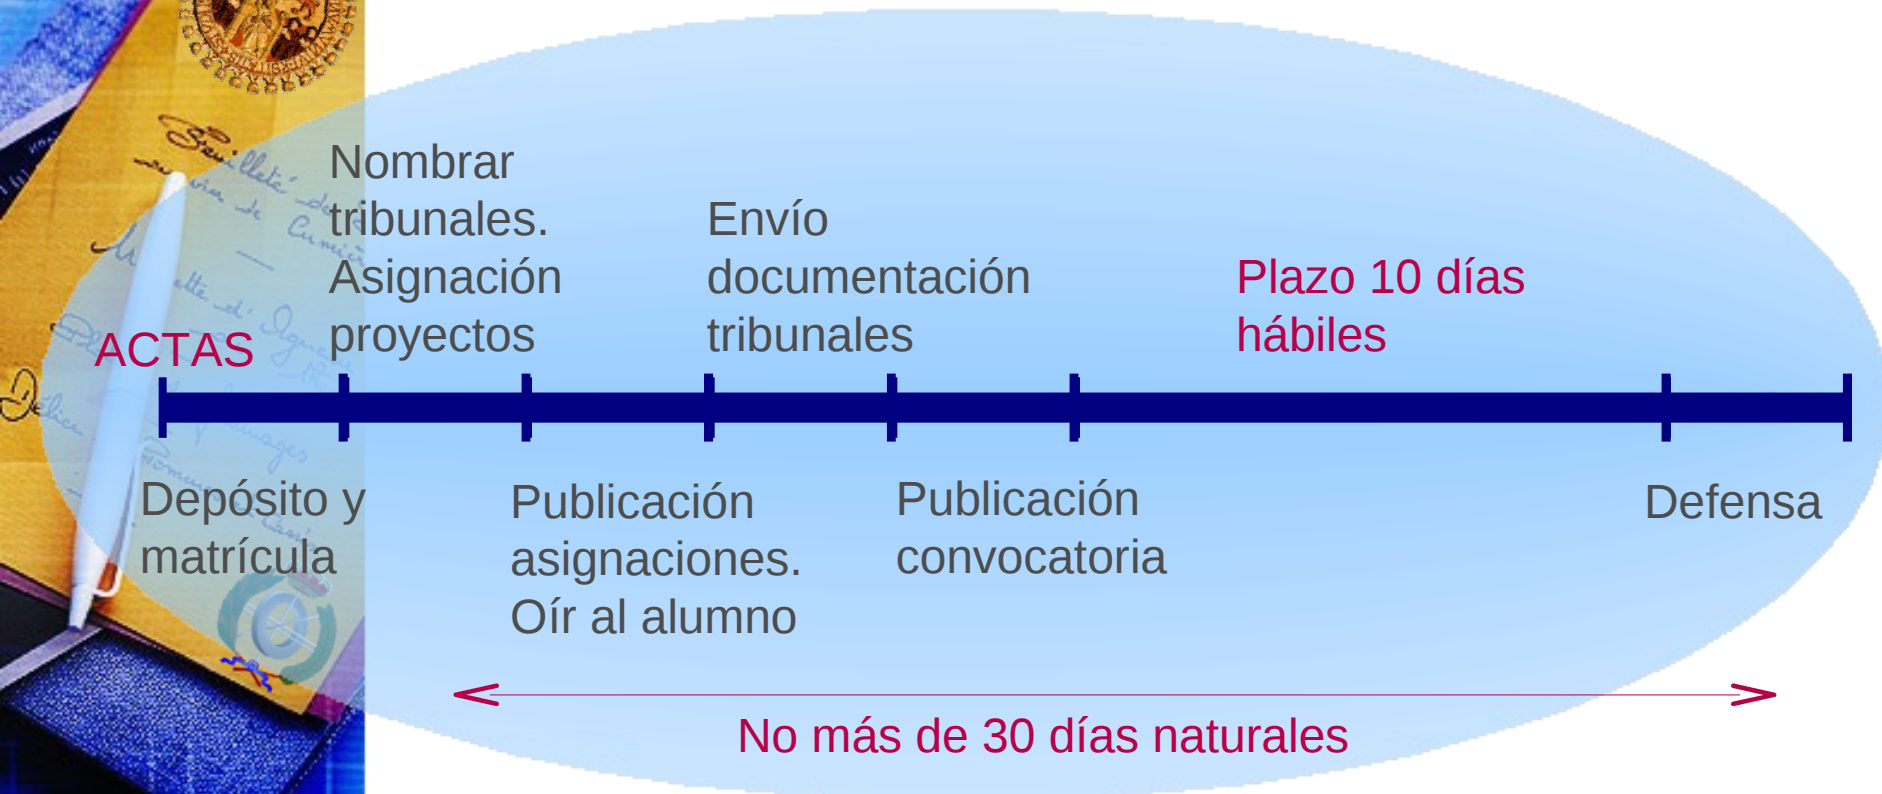 Nombrar
tribunales.
Asignación
proyectos
Envío
documentación
tribunales
Plazo 10 días
hábiles
ACTAS
Depósito y
matrícula
Publicación
asignaciones.
Oír al alumno
Publicación
convocatoria
Defensa
No más de 30 días naturales